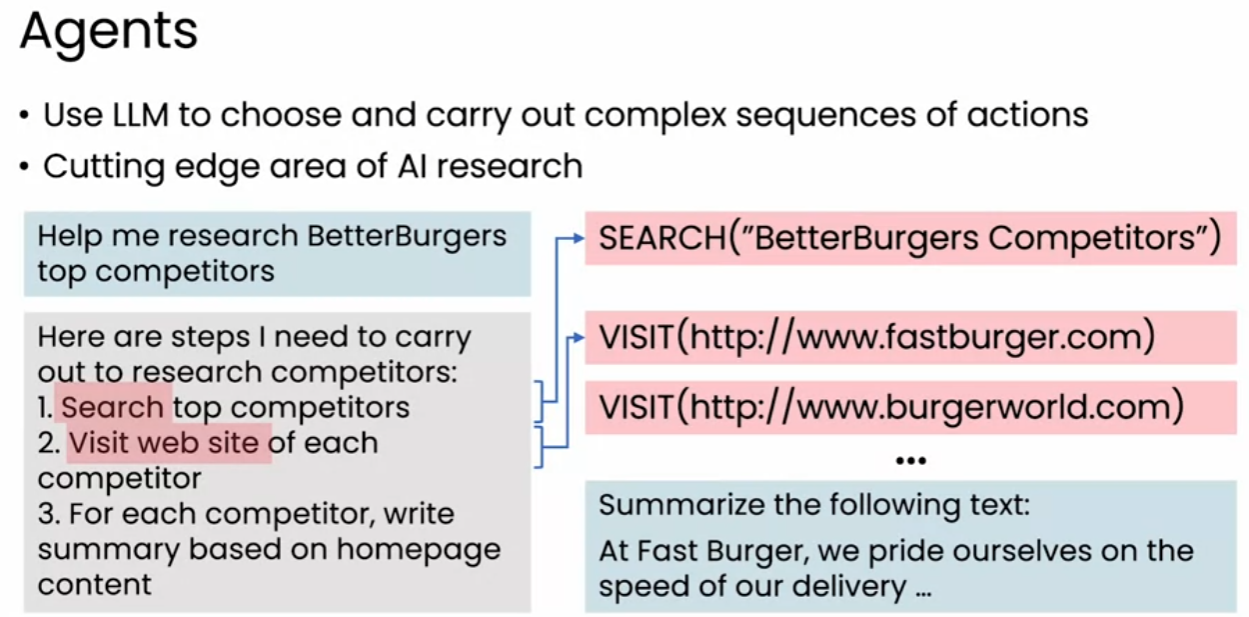 Agents
• Use LLM to choose and carry out complex sequences of actions
• Cutting edge area of AI research
Help me research BetterBurgers
top competitors
Here are steps I need to carry
out to research competitors:
1. Search top competitors
2. Visit web site of each
competitor
3. For each competitor, write
summary based on homepage
content
SEARCH(”BetterBurgers Competitors”)
VISIT(http://www.fastburger.com)
VISIT(http://www.burgerworld.com)
...
Summarize the following text:
At Fast Burger, we pride ourselves on the
speed of our delivery …